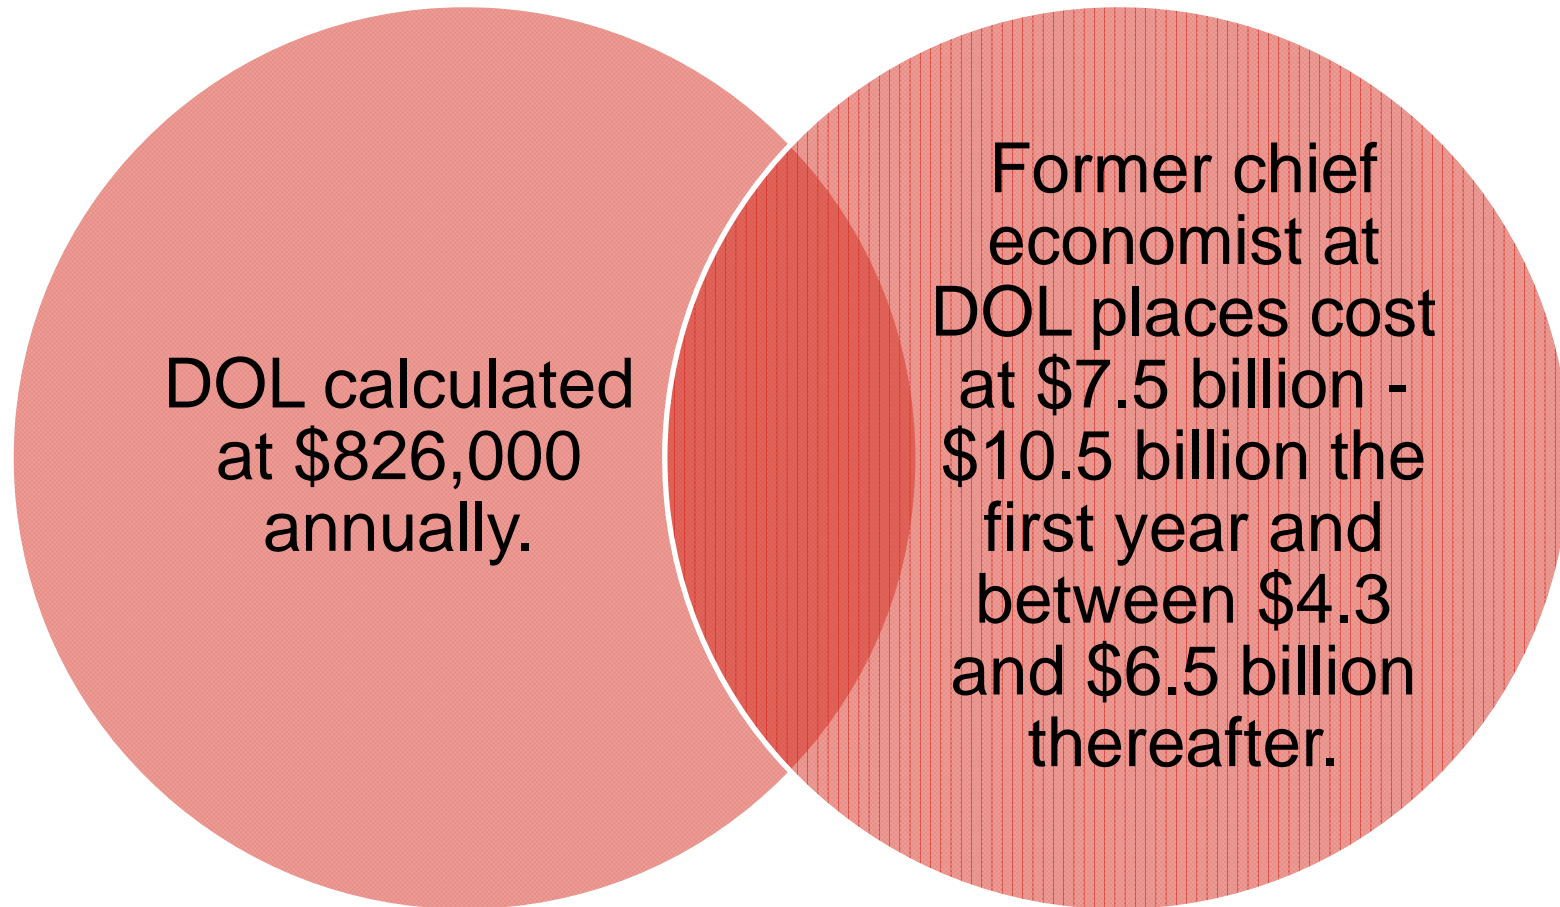 DOL calculated
at $826,000
annually.
Former chief
economist at
DOL places cost
at $7.5 billion -
$10.5 billion the
first year and
between $4.3
and $6.5 billion
thereafter.